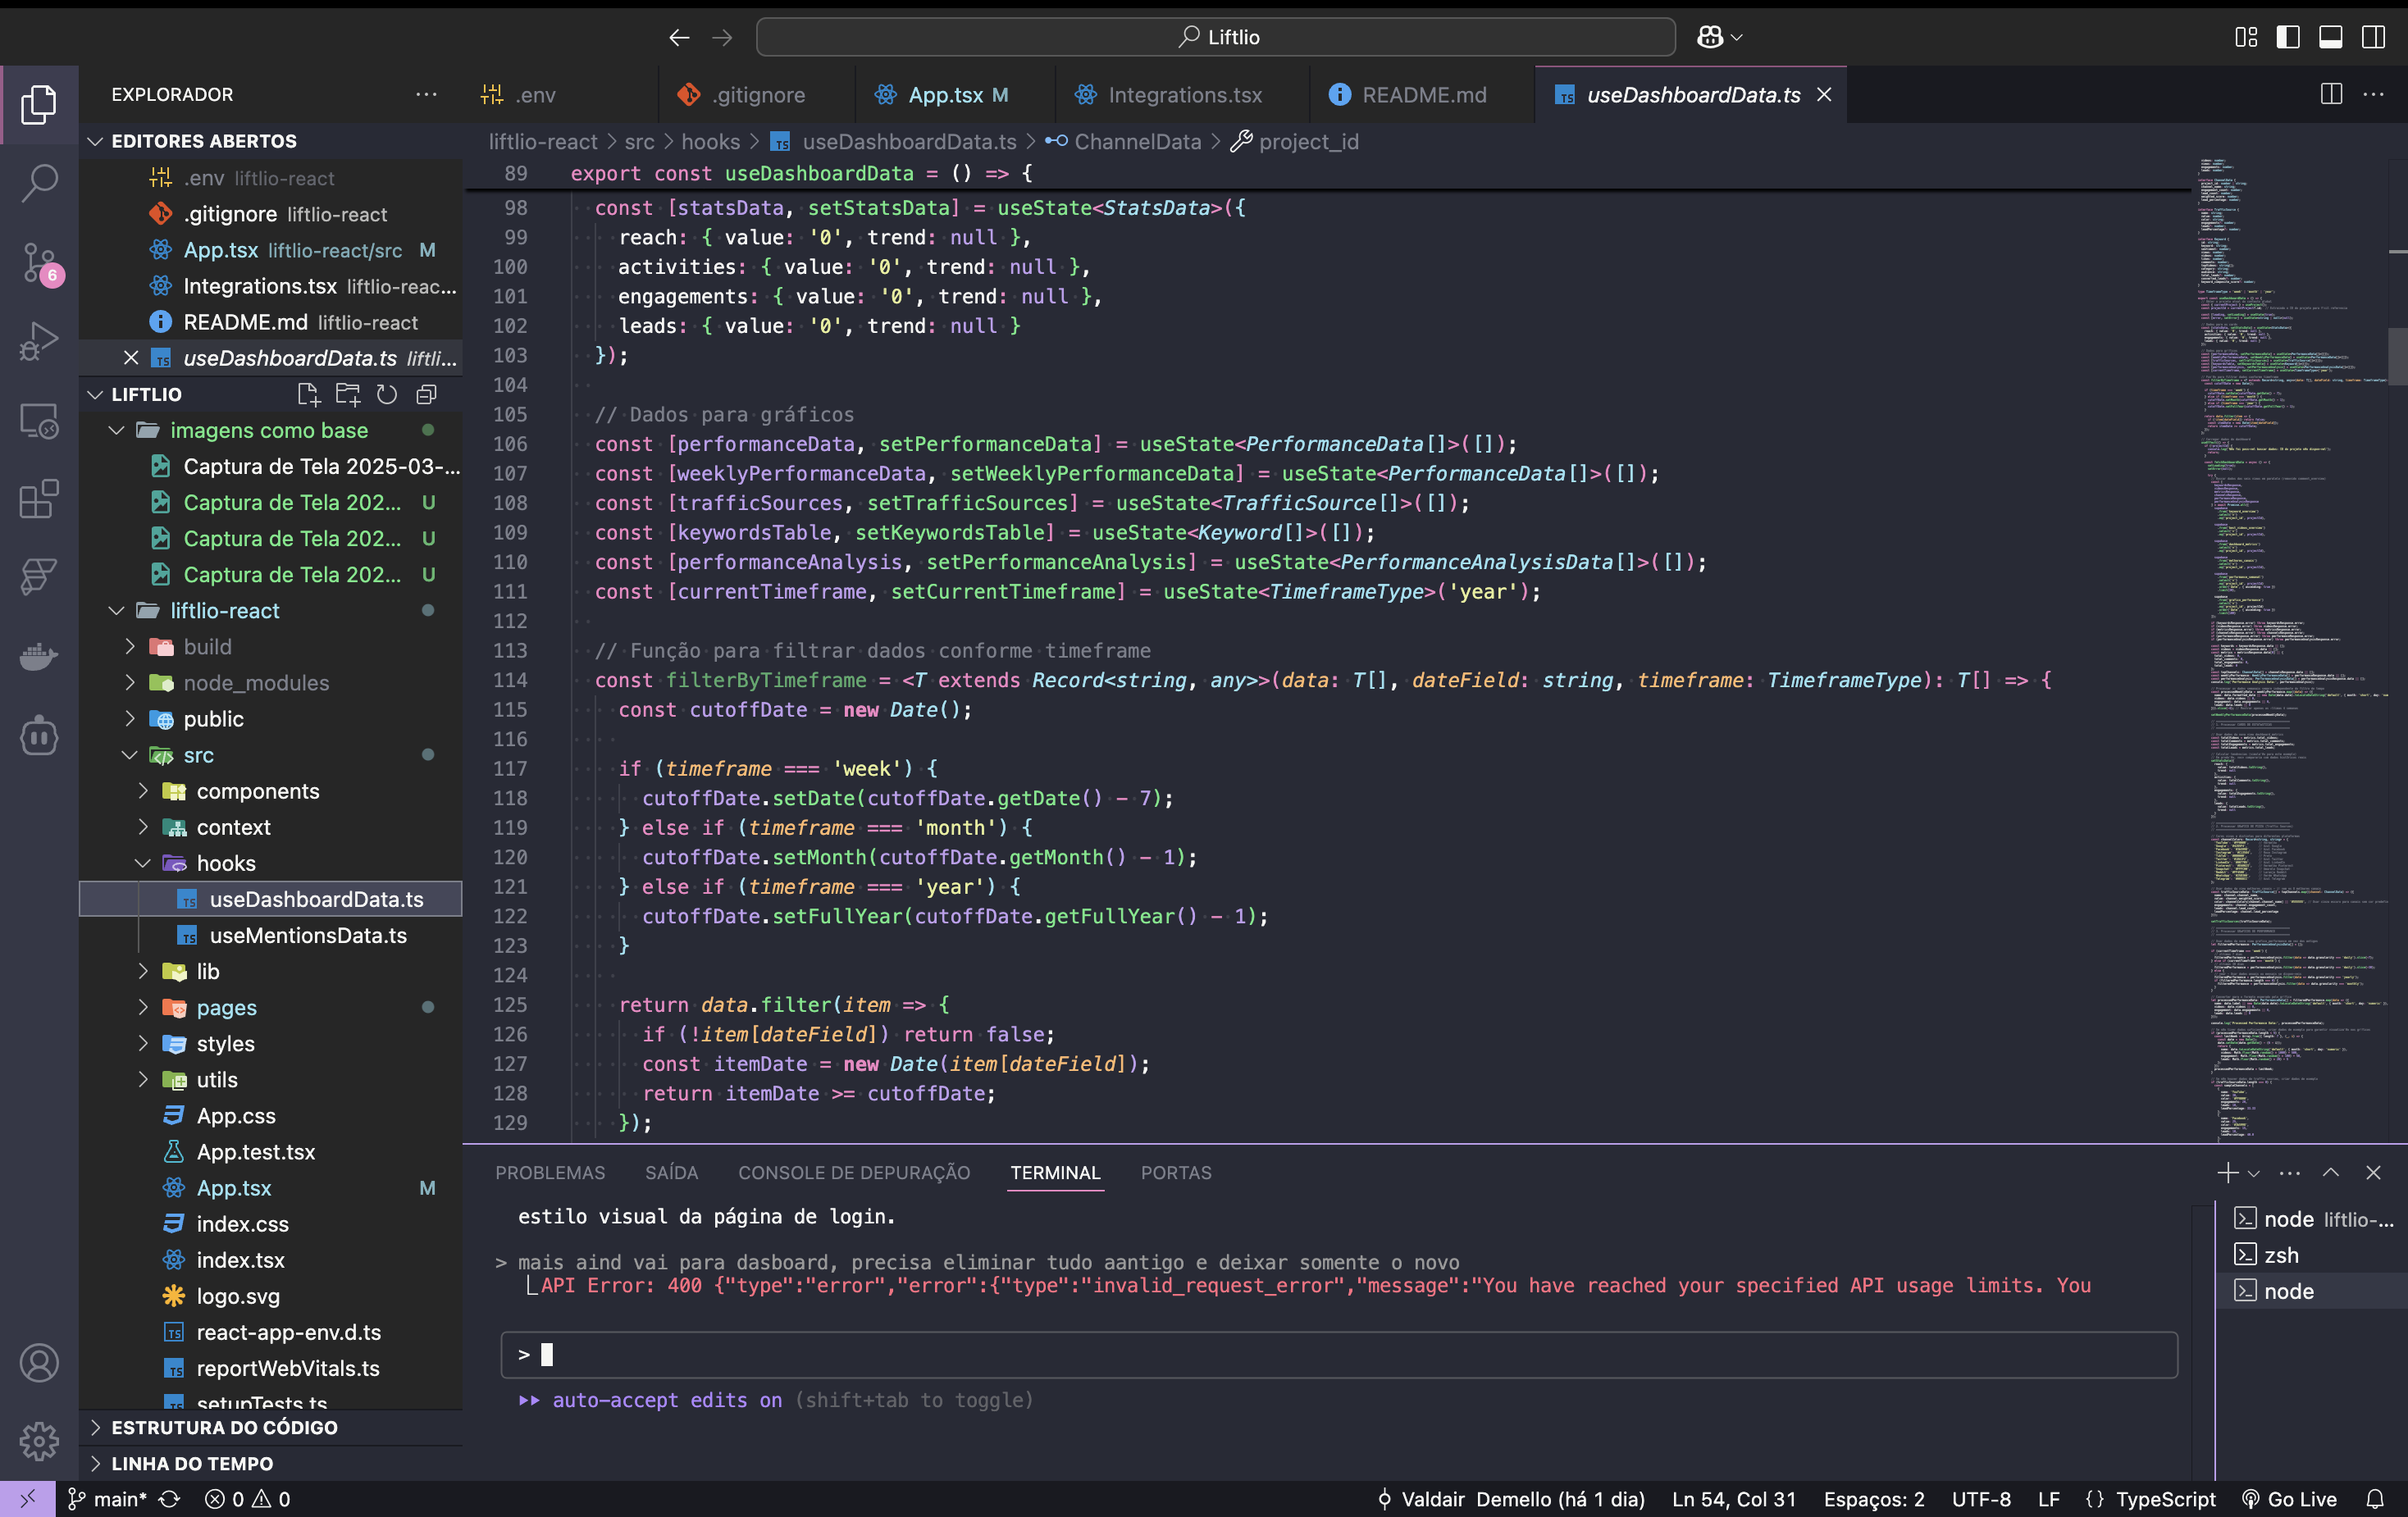 Liftlio
EXPLORADOR
.env
.gitignore
App.tsx M
Integrations.tsx
README.md
useDashboardData.ts
EDITORES ABERTOS
.env liftlio-react
.gitignore liftlio-react
App.tsx liftlio-react/src M
Integrations.tsx liftlio-reac...
README.md liftlio-react
useDashboardData.ts liftli...
LIFTLIO
imagens como base
Captura de Tela 2025-03-...
Captura de Tela 202... U
Captura de Tela 202... U
Captura de Tela 202... U
liftlio-react
build
node_modules
public
src
components
context
hooks
useDashboardData.ts
useMentionsData.ts
lib
pages
styles
utils
App.css
App.test.tsx
App.tsx M
index.css
index.tsx
logo.svg
react-app-env.d.ts
reportWebVitals.ts
setupTests.ts
ESTRUTURA DO CÓDIGO
LINHA DO TEMPO
6
liftlio-react > src > hooks > useDashboardData.ts > ChannelData > project_id
89 export const useDashboardData = () => {
98 const [statsData, setStatsData] = useState<StatsData>({
99 reach: { value: '0', trend: null },
100 activities: { value: '0', trend: null },
101 engagements: { value: '0', trend: null },
102 leads: { value: '0', trend: null }
103 });
104
105 // Dados para gráficos
106 const [performanceData, setPerformanceData] = useState<PerformanceData[]>([]);
107 const [weeklyPerformanceData, setWeeklyPerformanceData] = useState<PerformanceData[]>([]);
108 const [trafficSources, setTrafficSources] = useState<TrafficSource[]>([]);
109 const [keywordsTable, setKeywordsTable] = useState<Keyword[]>([]);
110 const [performanceAnalysis, setPerformanceAnalysis] = useState<PerformanceAnalysisData[]>([]);
111 const [currentTimeframe, setCurrentTimeframe] = useState<TimeframeType>('year');
112
113 // Função para filtrar dados conforme timeframe
114 const filterByTimeframe = <T extends Record<string, any>>(data: T[], dateField: string, timeframe: TimeframeType): T[] => {
115 const cutoffDate = new Date();
116
117 if (timeframe === 'week') {
118 cutoffDate.setDate(cutoffDate.getDate() - 7);
119 } else if (timeframe === 'month') {
120 cutoffDate.setMonth(cutoffDate.getMonth() - 1);
121 } else if (timeframe === 'year') {
122 cutoffDate.setFullYear(cutoffDate.getFullYear() - 1);
123 }
124
125 return data.filter(item => {
126 if (!item[dateField]) return false;
127 const itemDate = new Date(item[dateField]);
128 return itemDate >= cutoffDate;
129 });
PROBLEMAS SAÍDA CONSOLE DE DEPURAÇÃO TERMINAL PORTAS
estilo visual da página de login.
> mais aind vai para dasboard, precisa eliminar tudo aantigo e deixar somente o novo
API Error: 400 {"type":"error","error":{"type":"invalid_request_error","message":"You have reached your specified API usage limits. You
>
auto-accept edits on (shift+tab to toggle)
node liftlio-...
zsh
node
main* 0 0 Valdair Demello (há 1 dia) Ln 54, Col 31 Espaços: 2 UTF-8 LF {} TypeScript Go Live